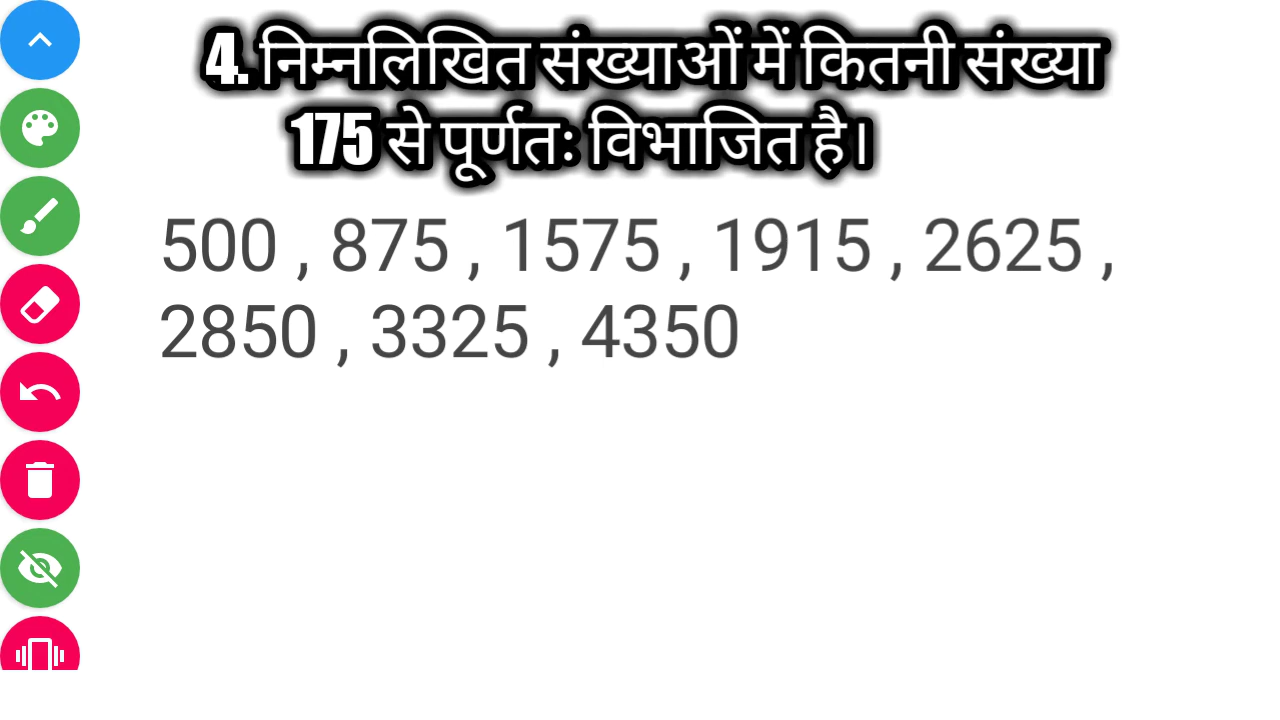 4. निम्नलिखित संख्याओं में कितनी संख्या
175 से पूर्णतः विभाजित है।
500 , 875 , 1575 , 1915 , 2625 ,
2850 , 3325 , 4350